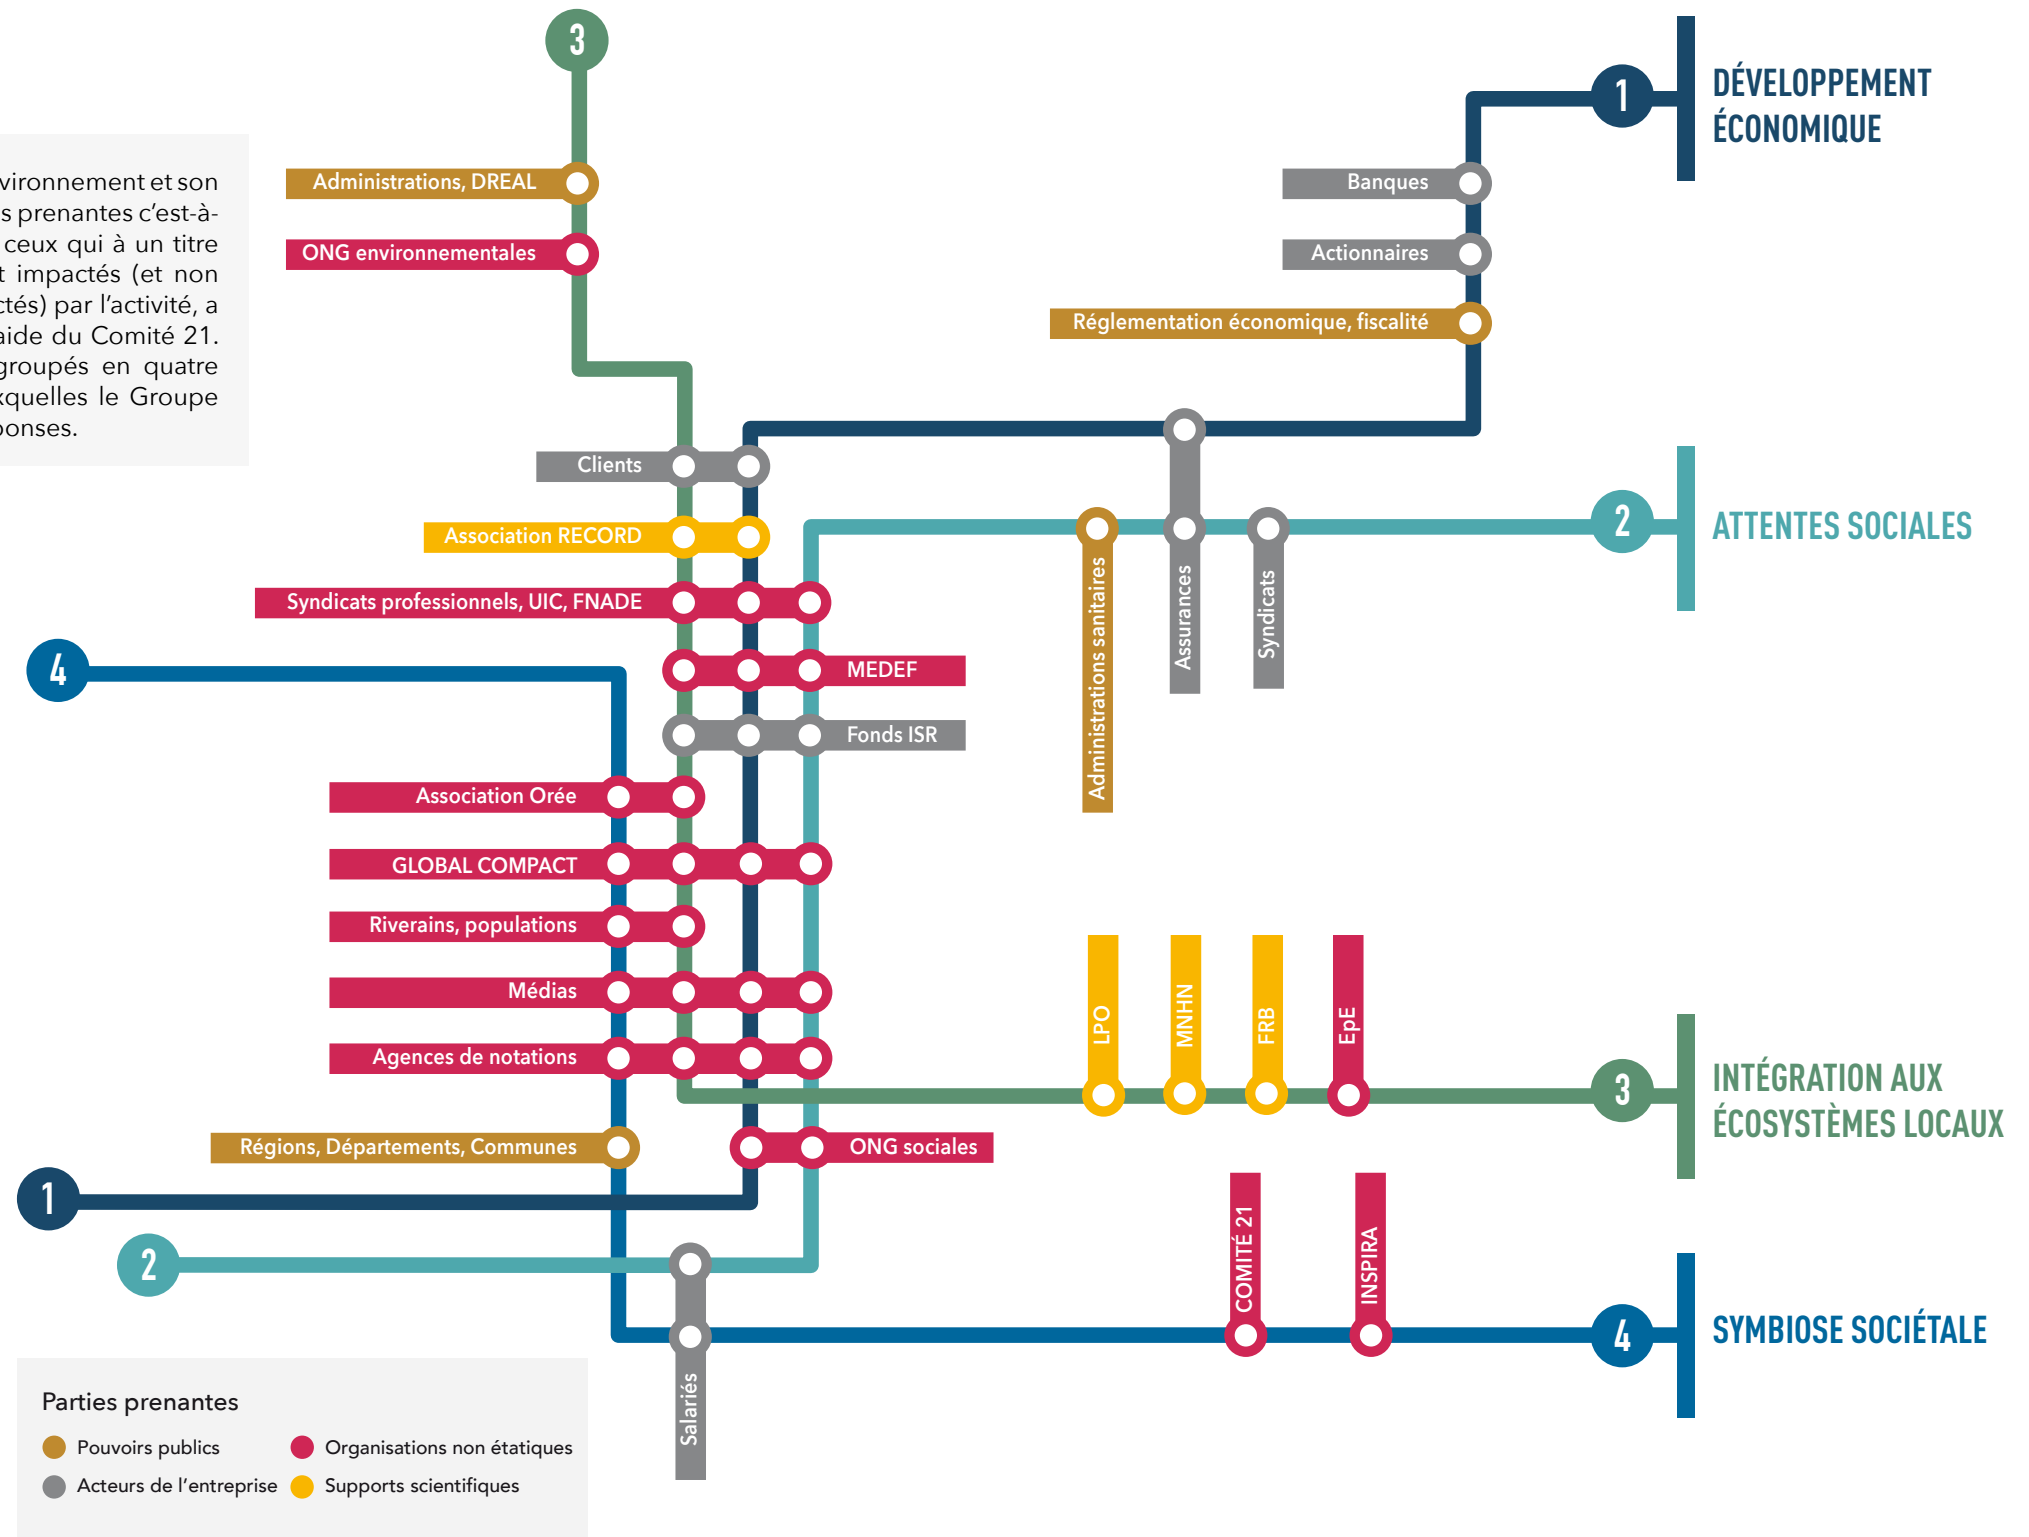 3
1
DÉVELOPPEMENT
ÉCONOMIQUE
vironnement et son
s prenantes c'est-à-
ceux qui à un titre
t impactés (et non
ctés) par l'activité, a
aide du Comité 21.
groupés en quatre
xquelles le Groupe
ponses.
Administrations, DREAL
Banques
ONG environnementales
Actionnaires
Réglementation économique, fiscalité
Clients
Association RECORD
2
ATTENTES SOCIALES
Administrations sanitaires
Assurances
Syndicats
Syndicats professionnels, UIC, FNADE
4
MEDEF
Fonds ISR
Association Orée
GLOBAL COMPACT
Riverains, populations
Médias
Agences de notations
LPO
MNHN
FRB
EpE
3
INTÉGRATION AUX
ÉCOSYSTÈMES LOCAUX
Régions, Départements, Communes
ONG sociales
1
2
COMITÉ 21
INSPIRA
4
SYMBIOSE SOCIÉTALE
Salariés
Parties prenantes
Pouvoirs publics
Organisations non étatiques
Acteurs de l'entreprise
Supports scientifiques